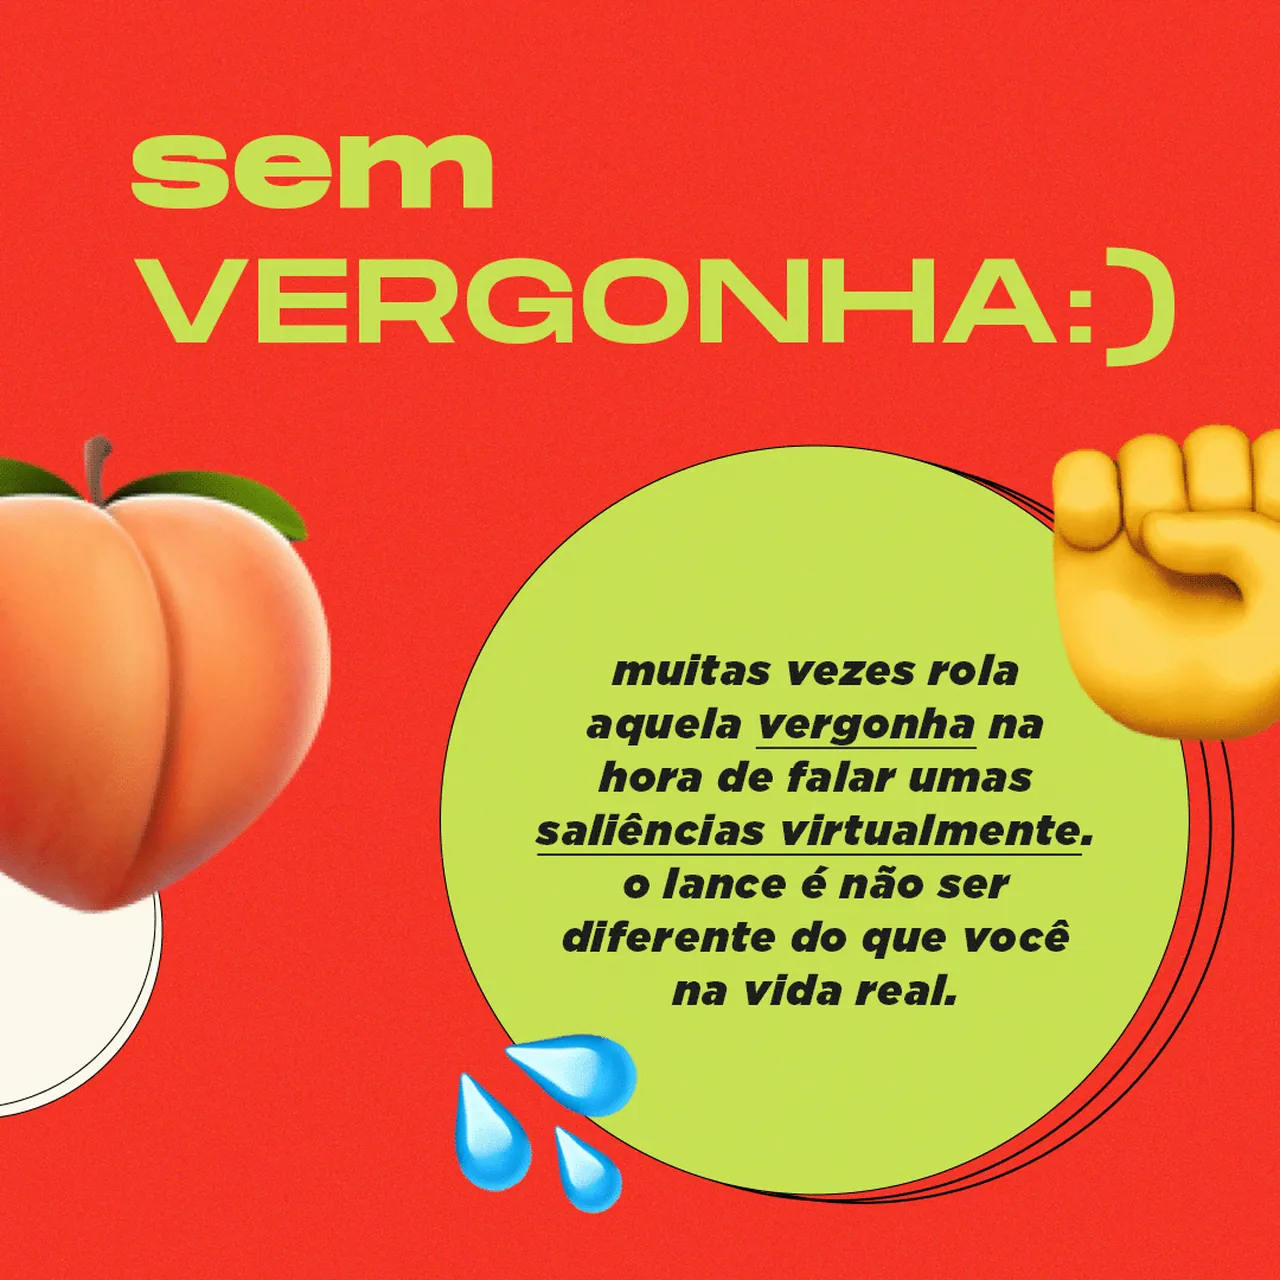 sem
VERGONHA:)
muitas vezes rola
aquela vergonha na
hora de falar umas
saliências virtualmente.
o lance é não ser
diferente do que você
na vida real.